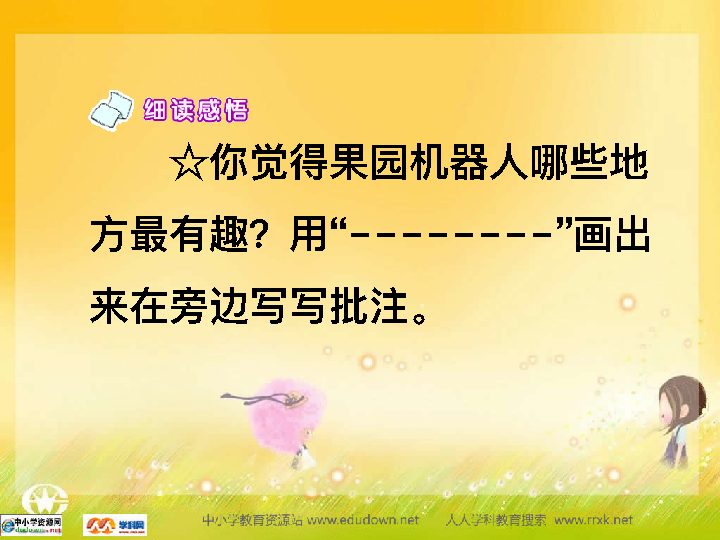 细读感悟
☆你觉得果园机器人哪些地
方最有趣？用“--------”画出
来在旁边写写批注。
中小学资源网
学科网
中小学教育资源站 www.edudown.net 人人学科教育搜索 www.rrxk.net